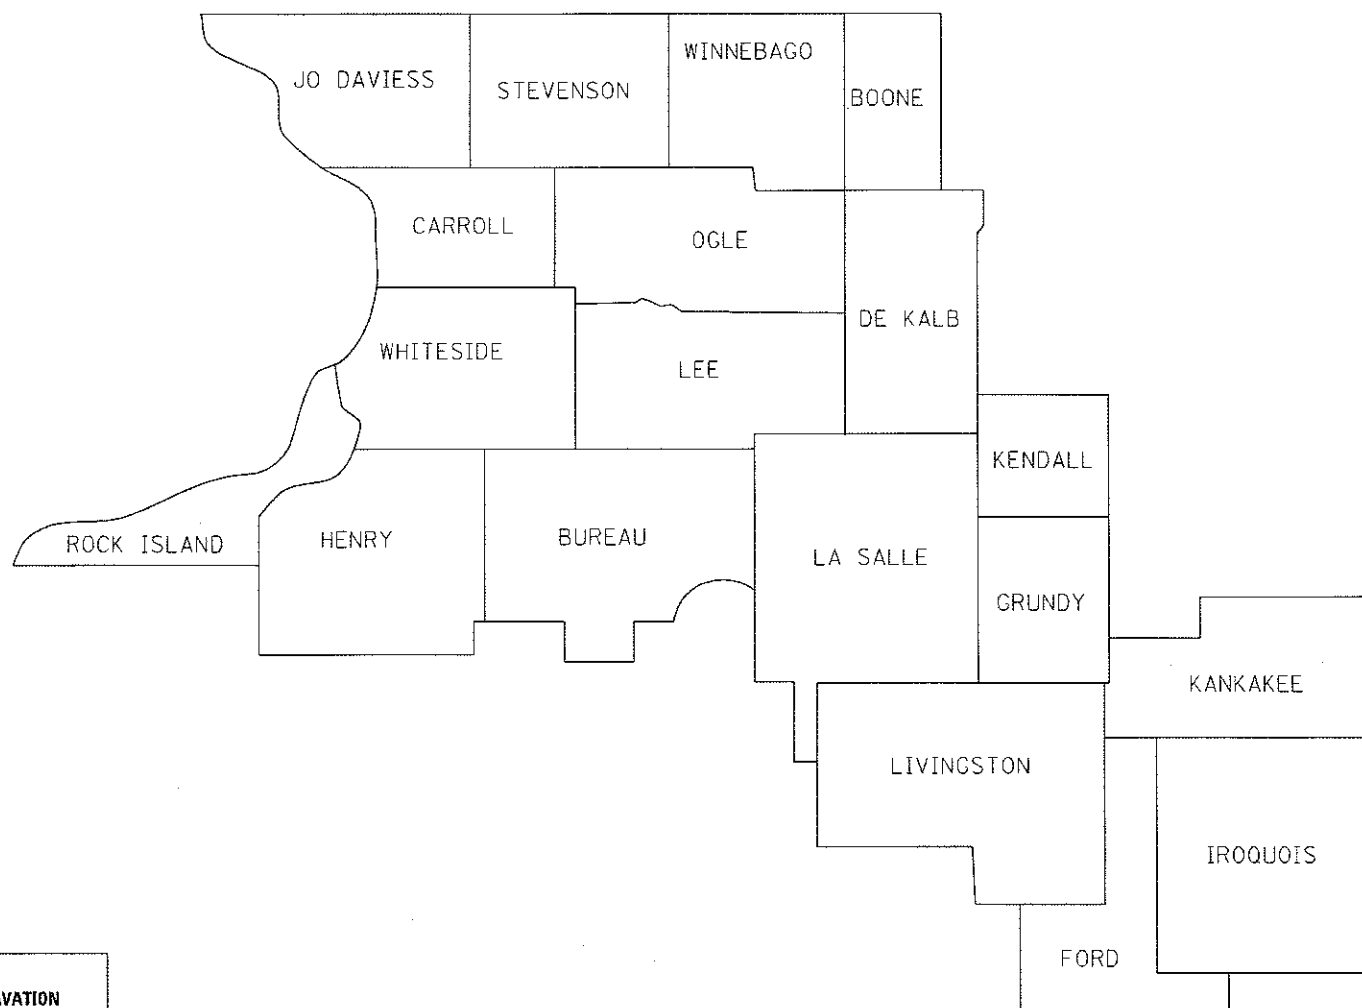 WINNEBAGO
JO DAVIESS
STEVENSON
BOONE
CARROLL
OGLE
DE KALB
WHITESIDE
LEE
KENDALL
ROCK ISLAND
HENRY
BUREAU
LA SALLE
GRUNDY
KANKAKEE
LIVINGSTON
IROQUOIS
FORD
AVATION